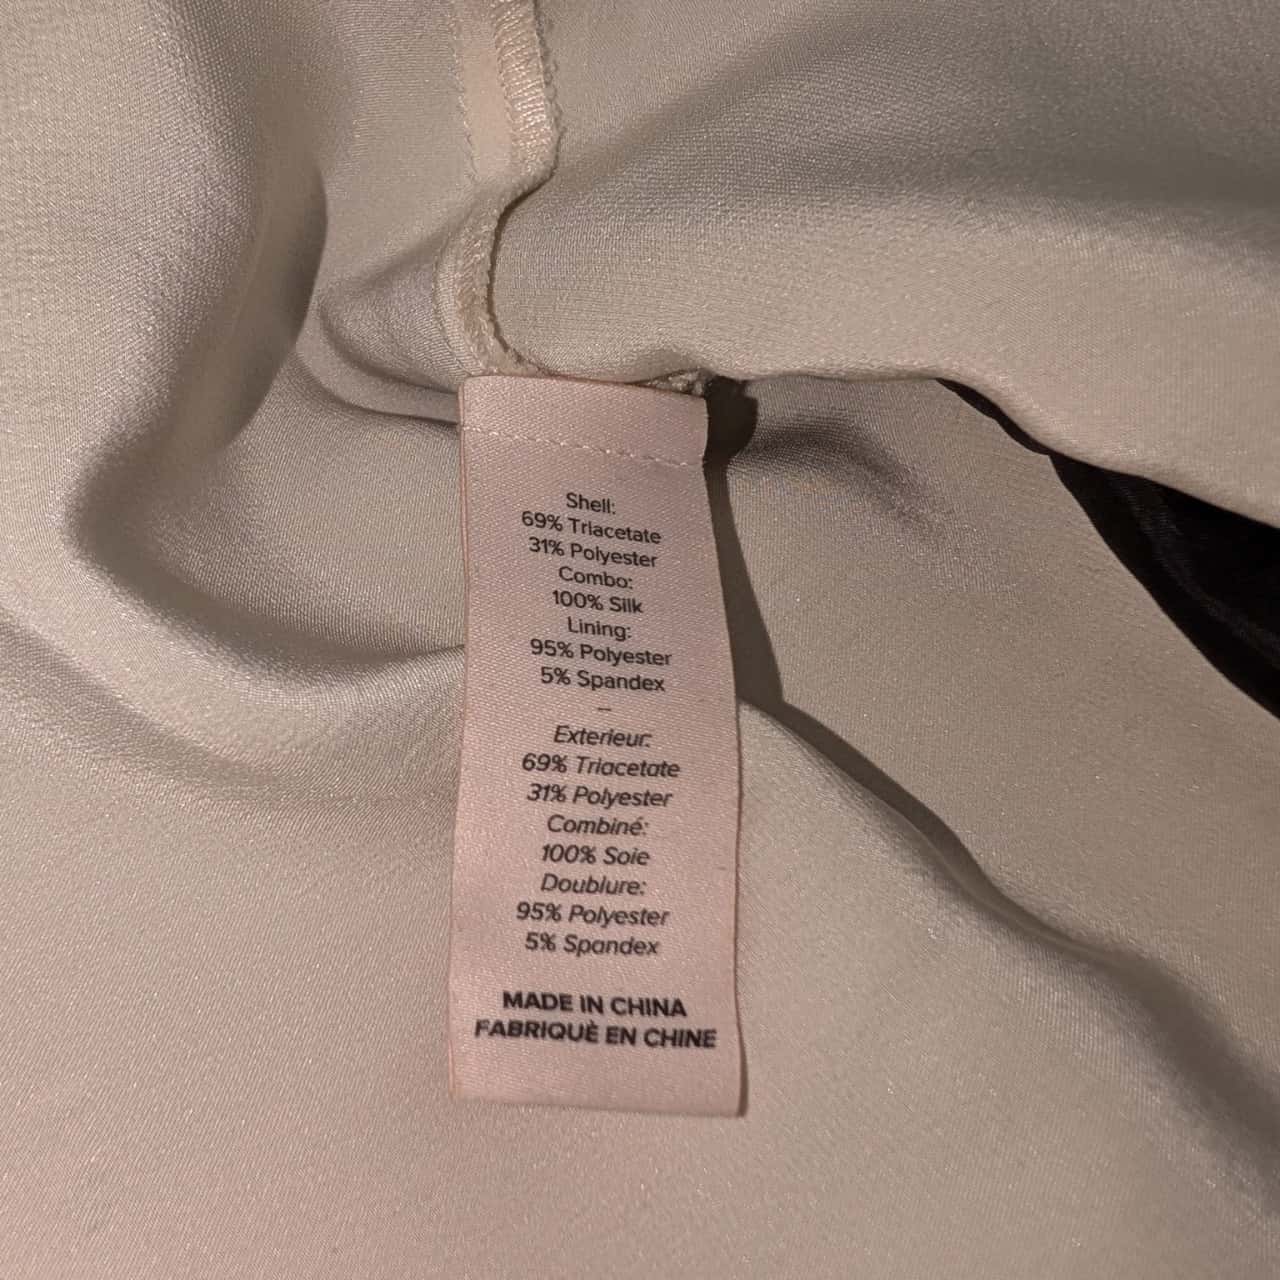 Shell:
69% Triacetate
31% Polyester
Combo:
100% Silk
Lining:
95% Polyester
5% Spandex
–
Exterieur:
69% Triacetate
31% Polyester
Combiné:
100% Soie
Doublure:
95% Polyester
5% Spandex
MADE IN CHINA
FABRIQUÈ EN CHINE